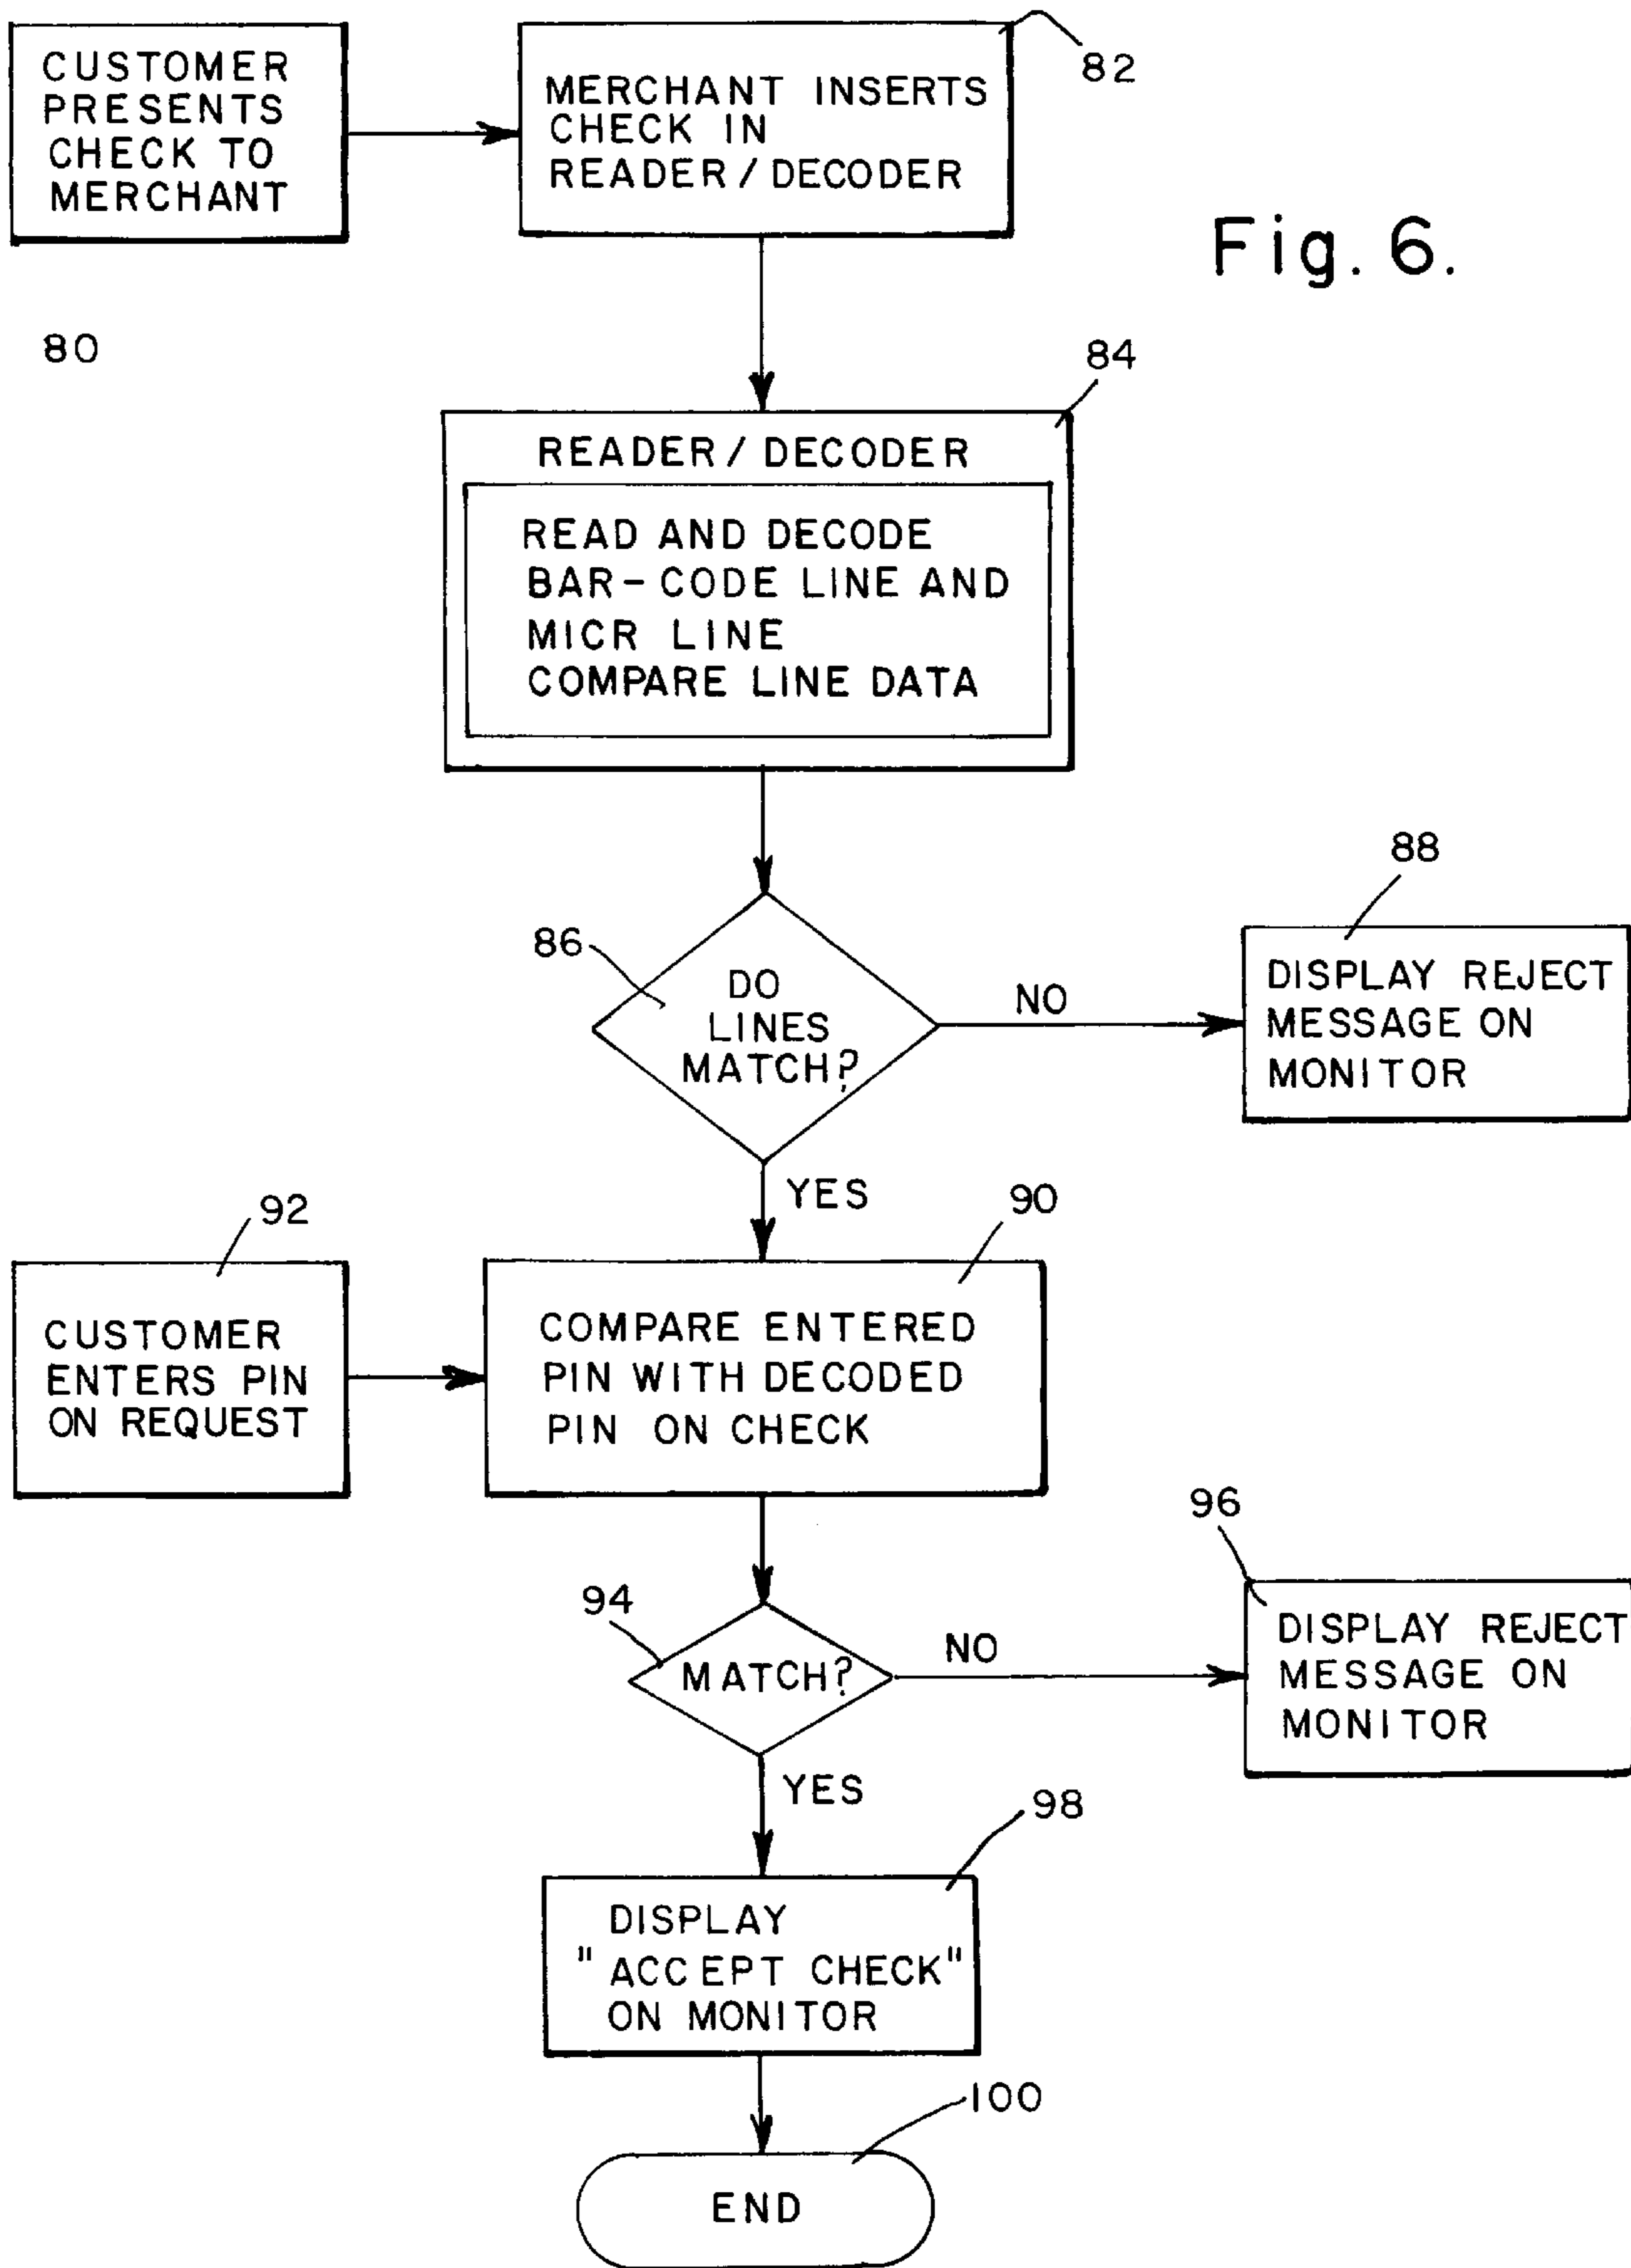 CUSTOMER
PRESENTS
CHECK TO
MERCHANT
80
MERCHANT INSERTS
CHECK IN
READER/DECODER
82
Fig. 6.
84
READER/DECODER
READ AND DECODE
BAR-CODE LINE AND
MICR LINE
COMPARE LINE DATA
86
DO
LINES
MATCH?
NO
88
DISPLAY REJECT
MESSAGE ON
MONITOR
YES
92
CUSTOMER
ENTERS PIN
ON REQUEST
90
COMPARE ENTERED
PIN WITH DECODED
PIN ON CHECK
94
MATCH?
NO
96
DISPLAY REJECT
MESSAGE ON
MONITOR
YES
98
DISPLAY
"ACCEPT CHECK"
ON MONITOR
100
END